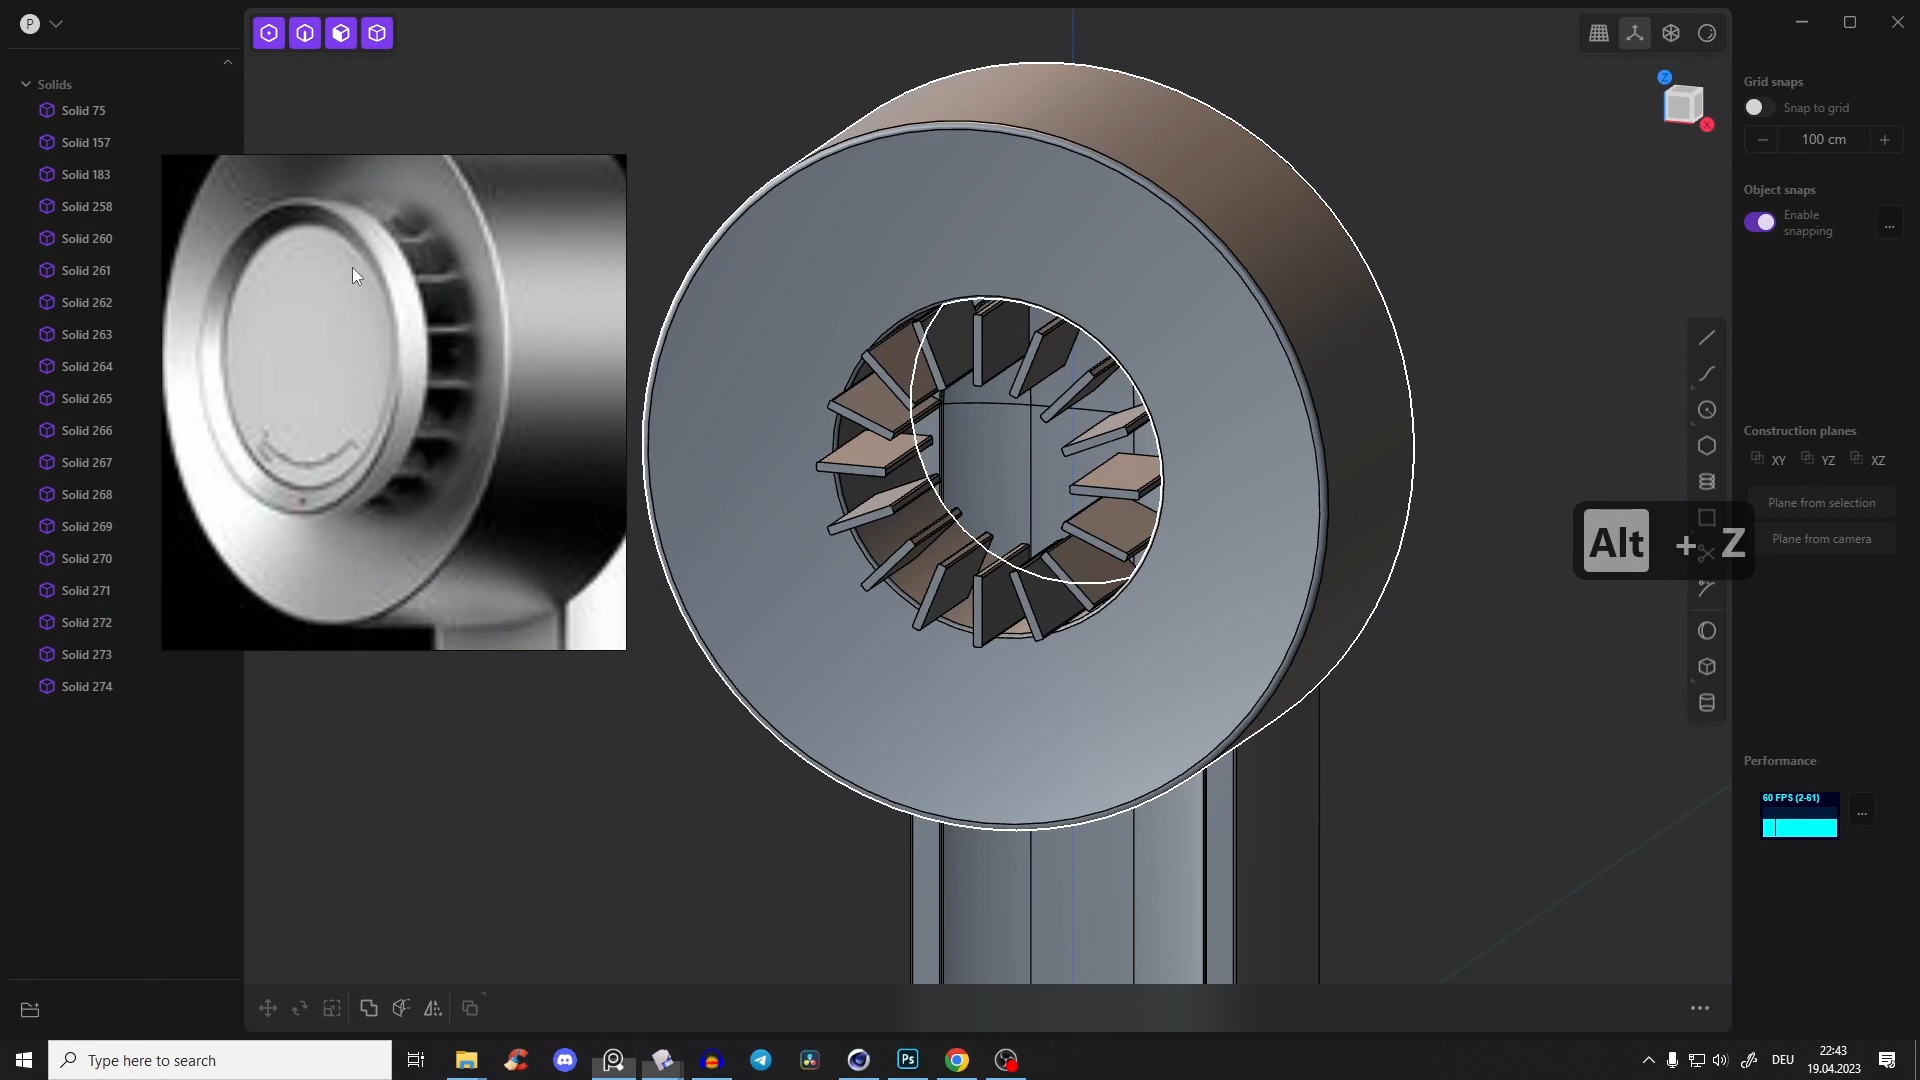 P
Solids
Solid 75
Solid 157
Solid 183
Solid 258
Solid 260
Solid 261
Solid 262
Solid 263
Solid 264
Solid 265
Solid 266
Solid 267
Solid 268
Solid 269
Solid 270
Solid 271
Solid 272
Solid 273
Solid 274
Z
X
Grid snaps
Snap to grid
100 cm
Object snaps
Enable
snapping
...
Construction planes
XY
YZ
XZ
Plane from selection
Plane from camera
Alt + Z
Performance
60 FPS (2-61)
...
Type here to search
Ps
DEU
22:43
19.04.2023